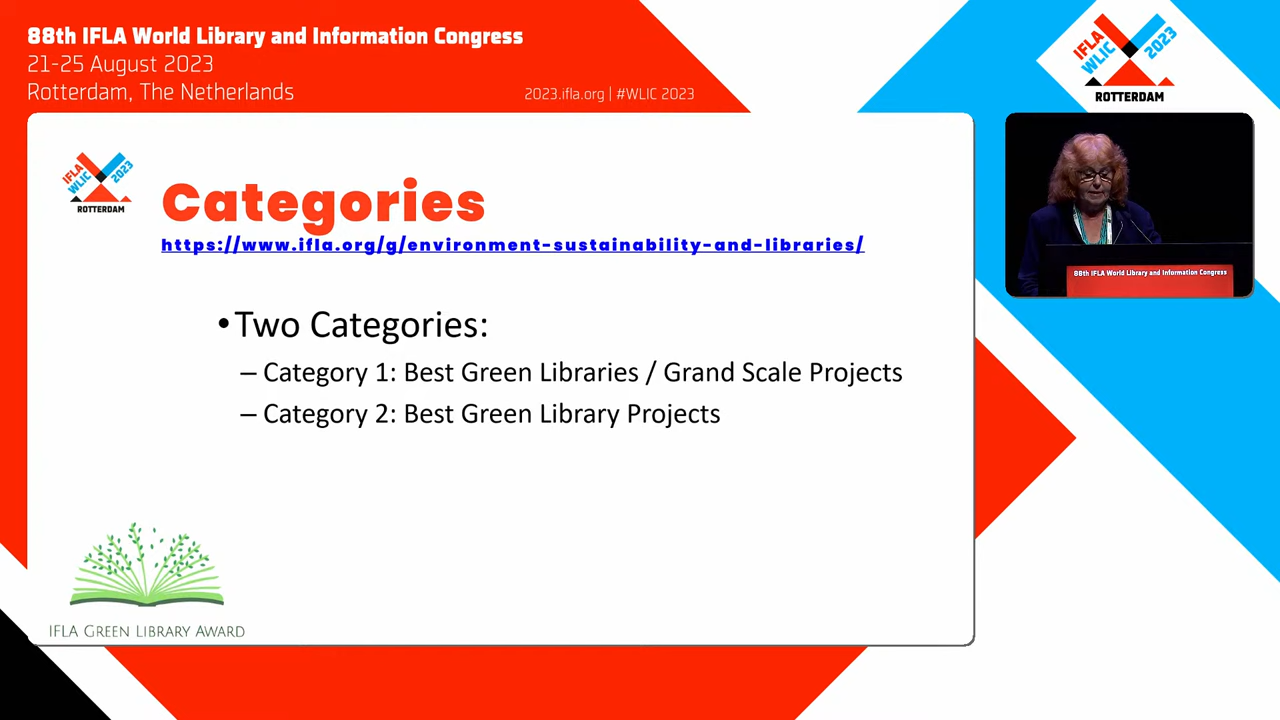 88th IFLA World Library and Information Congress
21-25 August 2023
Rotterdam, The Netherlands
2023.ifla.org | #WLIC 2023
IFLA
WLIC
2023
ROTTERDAM
IFLA
WLIC
2023
ROTTERDAM
Categories
https://www.ifla.org/g/environment-sustainability-and-libraries/
•Two Categories:
– Category 1: Best Green Libraries / Grand Scale Projects
– Category 2: Best Green Library Projects
IFLA GREEN LIBRARY AWARD
88th IFLA World Library and Information Congress